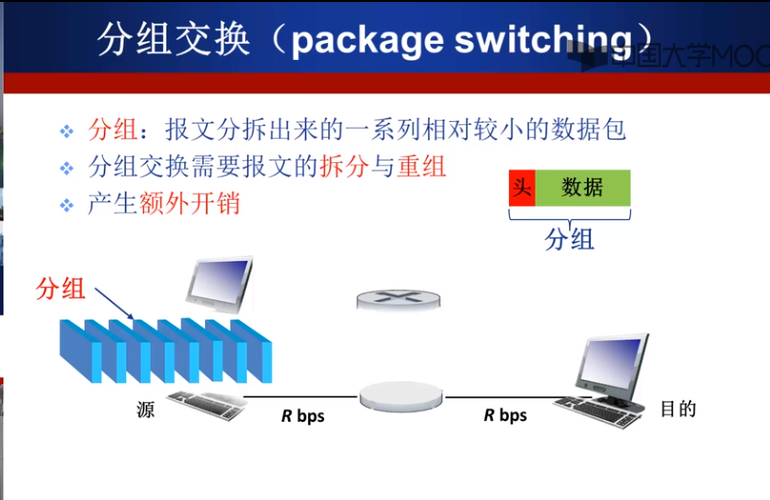 分组交换（package switching）
中国大学MOO
❖ 分组：报文分拆出来的一系列相对较小的数据包
❖ 分组交换需要报文的拆分与重组
❖ 产生额外开销
头 数据
分组
分组
源
R bps
R bps
目的